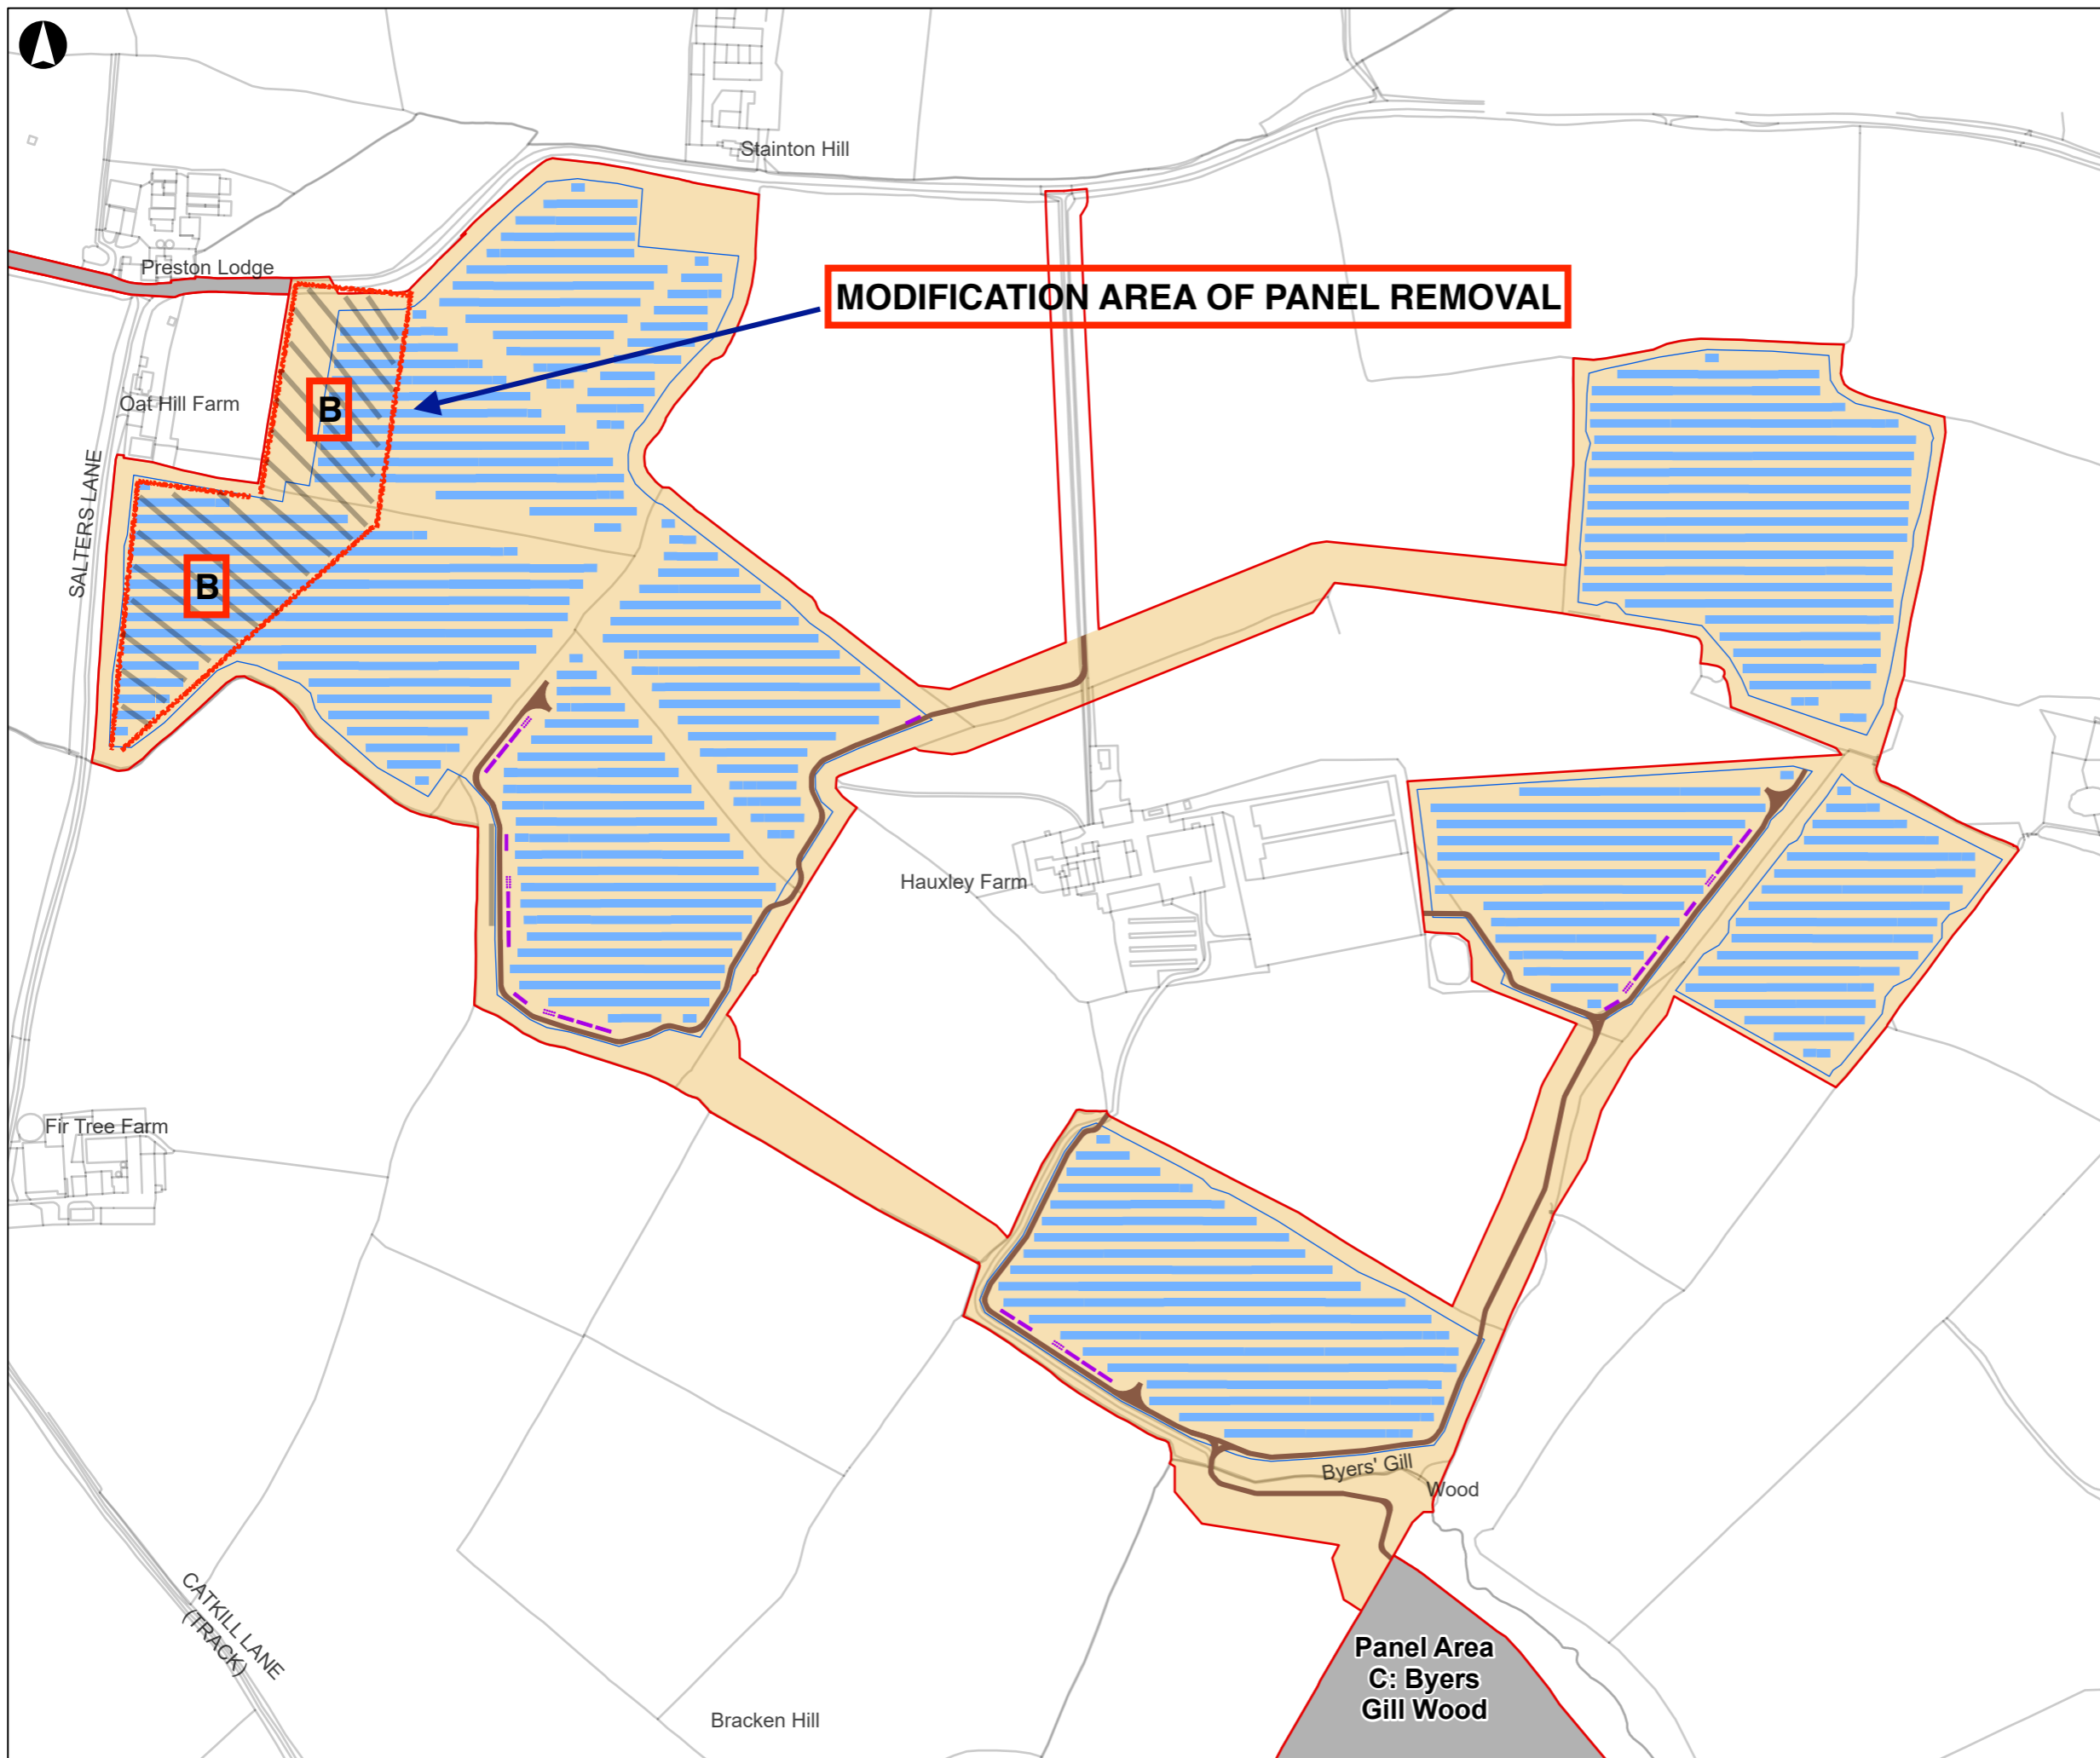 Stainton Hill
Preston Lodge
MODIFICATION AREA OF PANEL REMOVAL
Oat Hill Farm
B
SALTERS LANE
B
Hauxley Farm
Fir Tree Farm
Byers' Gill
Wood
CATKILL LANE
(TRACK)
Panel Area
C: Byers
Gill Wood
Bracken Hill